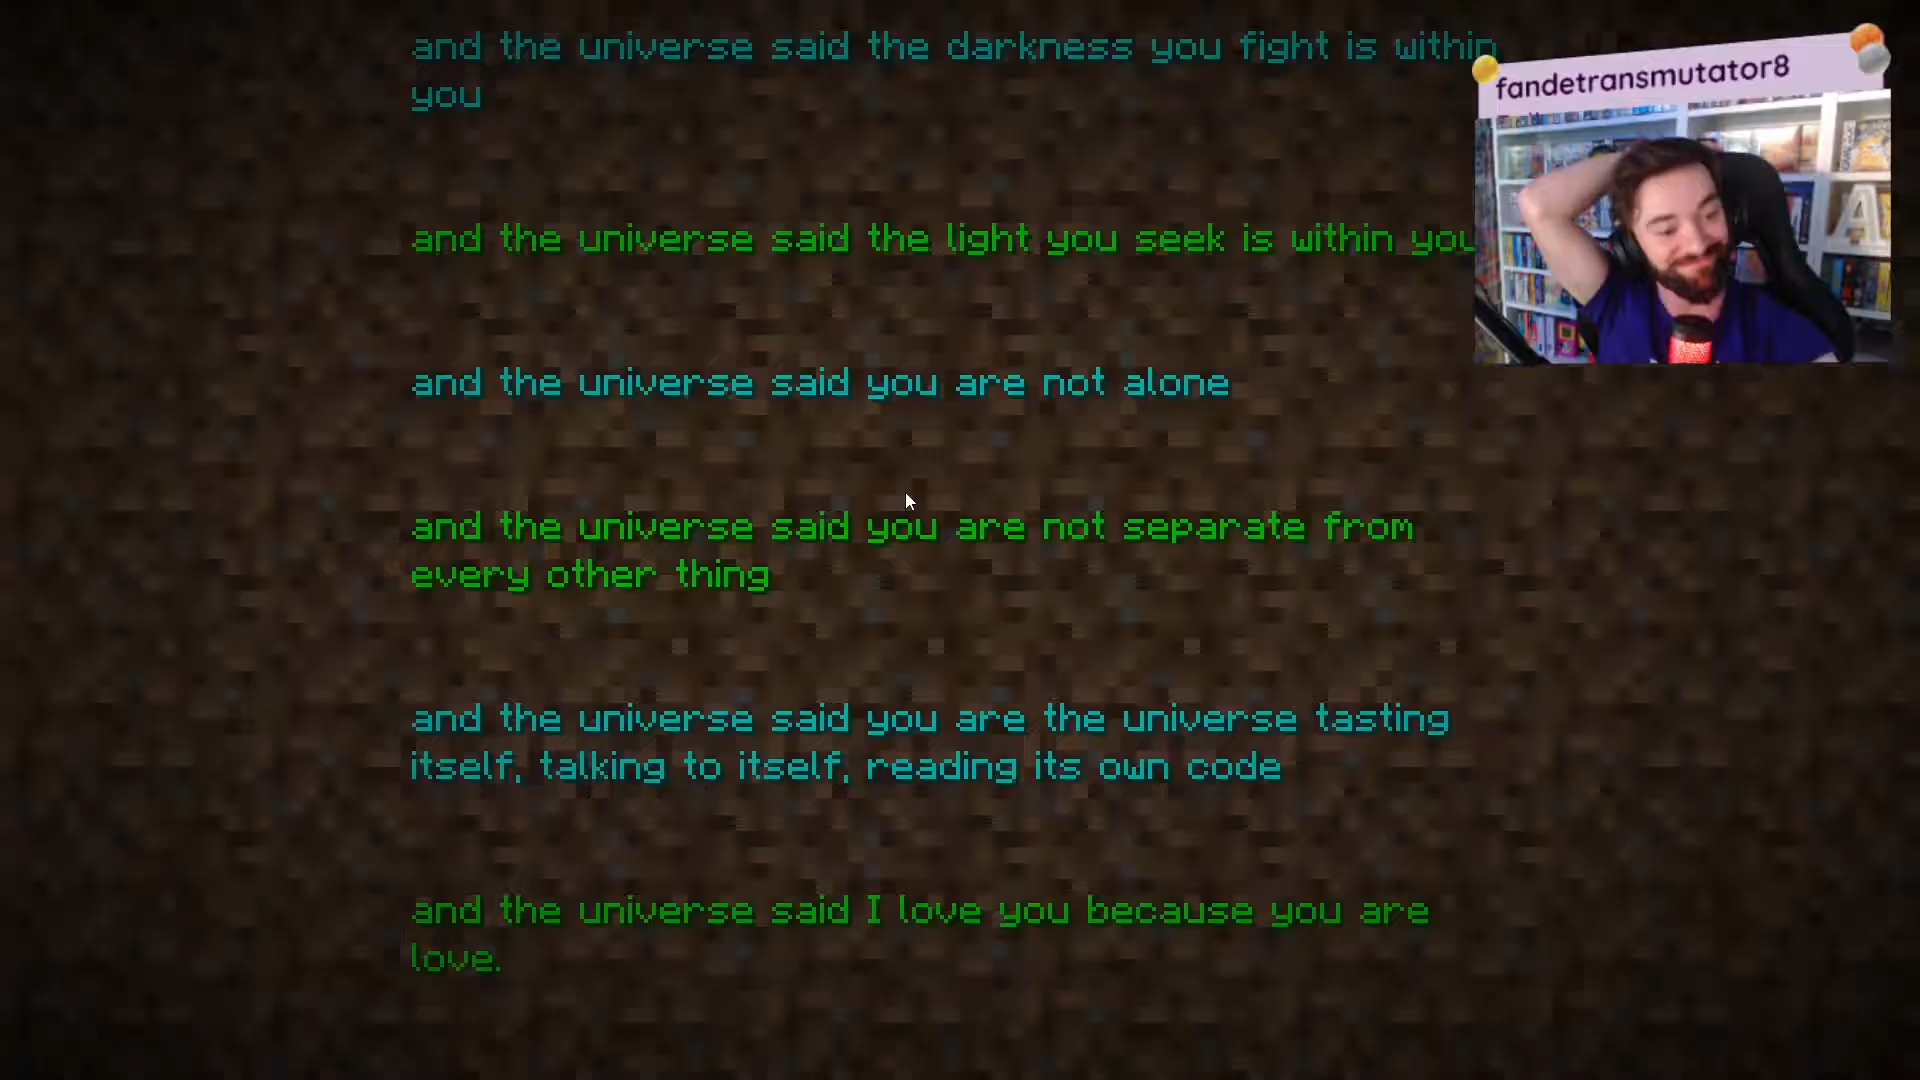 and the universe said the darkness you fight is within
you
fandetransmutator8
and the universe said the light you seek is within you
A
and the universe said you are not alone
and the universe said you are not separate from
every other thing
and the universe said you are the universe tasting
itself, talking to itself, reading its own code
and the universe said I love you because you are
love.